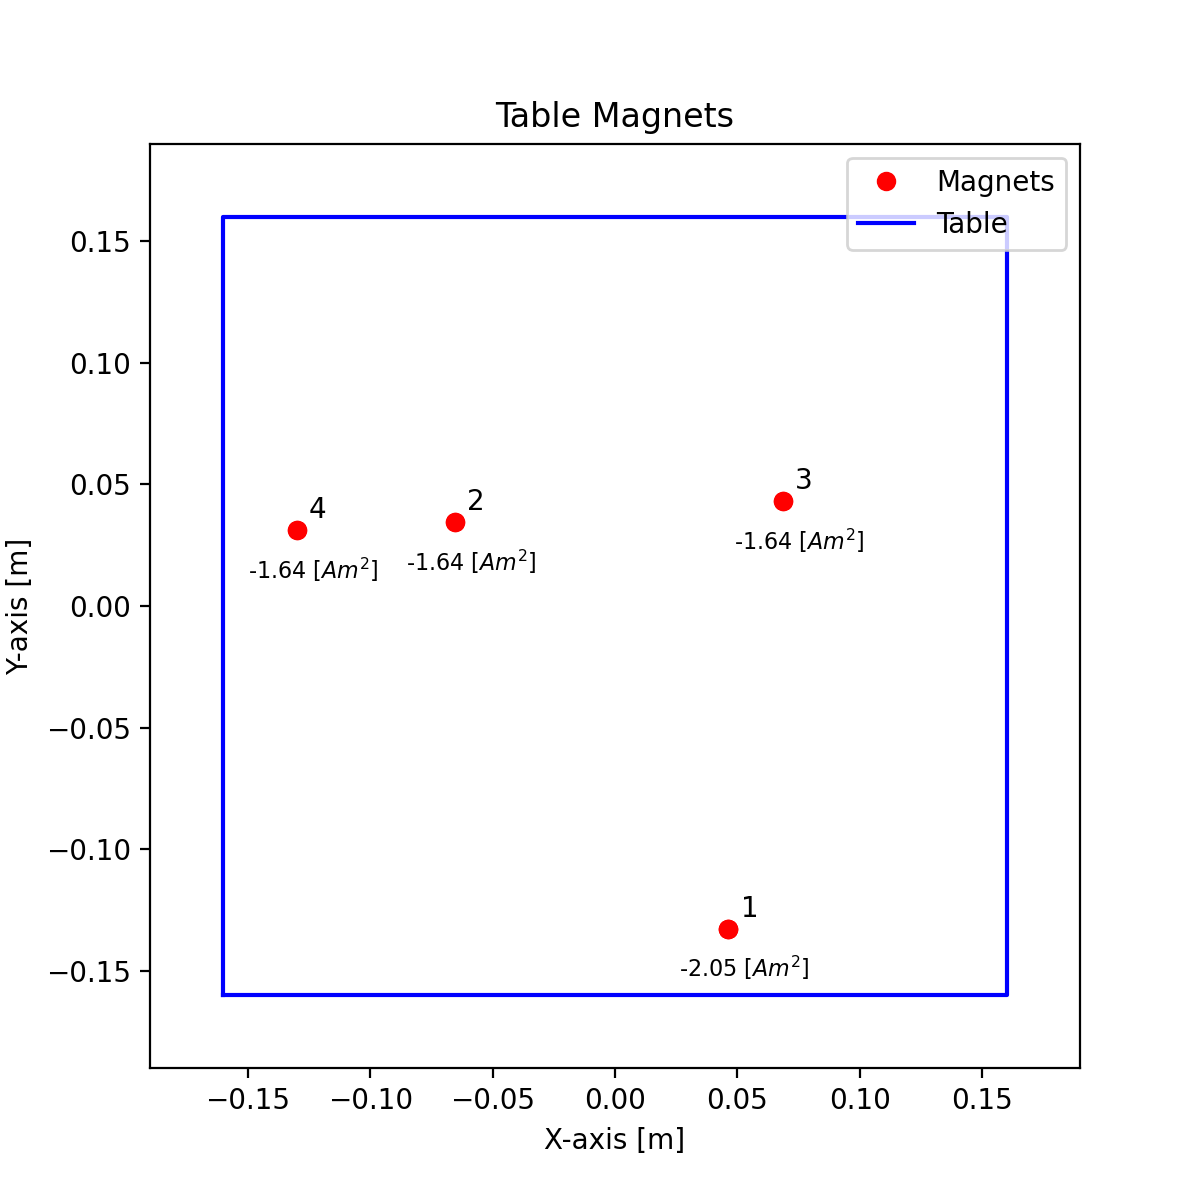 Table Magnets
Magnets
Table
0.15
0.10
0.05
0.00
−0.05
−0.10
−0.15
Y-axis [m]
3
-1.64 [Am²]
2
-1.64 [Am²]
4
-1.64 [Am²]
1
-2.05 [Am²]
−0.15 −0.10 −0.05 0.00 0.05 0.10 0.15
X-axis [m]